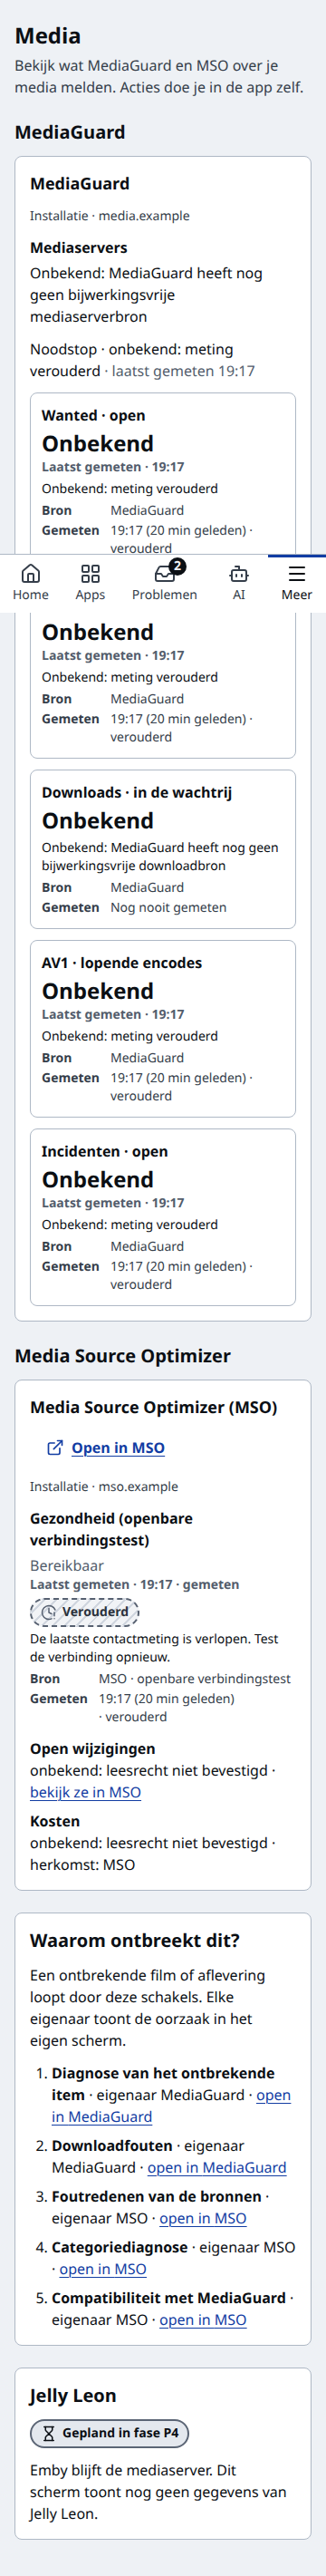 Media
Bekijk wat MediaGuard en MSO over je
media melden. Acties doe je in de app zelf.
MediaGuard
MediaGuard
Installatie · media.example
Mediaservers
Onbekend: MediaGuard heeft nog
geen bijwerkingsvrije
mediaserverbron
Noodstop · onbekend: meting
verouderd · laatst gemeten 19:17
Wanted · open
Onbekend
Laatst gemeten · 19:17
Onbekend: meting verouderd
Bron MediaGuard
Gemeten 19:17 (20 min geleden) ·
verouderd
Home Apps Problemen 2 AI Meer
Onbekend
Laatst gemeten · 19:17
Onbekend: meting verouderd
Bron MediaGuard
Gemeten 19:17 (20 min geleden) ·
verouderd
Downloads · in de wachtrij
Onbekend
Onbekend: MediaGuard heeft nog geen
bijwerkingsvrije downloadbron
Bron MediaGuard
Gemeten Nog nooit gemeten
AV1 · lopende encodes
Onbekend
Laatst gemeten · 19:17
Onbekend: meting verouderd
Bron MediaGuard
Gemeten 19:17 (20 min geleden) ·
verouderd
Incidenten · open
Onbekend
Laatst gemeten · 19:17
Onbekend: meting verouderd
Bron MediaGuard
Gemeten 19:17 (20 min geleden) ·
verouderd
Media Source Optimizer
Media Source Optimizer (MSO)
Open in MSO
Installatie · mso.example
Gezondheid (openbare
verbindingstest)
Bereikbaar
Laatst gemeten · 19:17 · gemeten
Verouderd
De laatste contactmeting is verlopen. Test
de verbinding opnieuw.
Bron MSO · openbare verbindingstest
Gemeten 19:17 (20 min geleden)
· verouderd
Open wijzigingen
onbekend: leesrecht niet bevestigd ·
bekijk ze in MSO
Kosten
onbekend: leesrecht niet bevestigd ·
herkomst: MSO
Waarom ontbreekt dit?
Een ontbrekende film of aflevering
loopt door deze schakels. Elke
eigenaar toont de oorzaak in het
eigen scherm.
1. Diagnose van het ontbrekende
item · eigenaar MediaGuard · open
in MediaGuard
2. Downloadfouten · eigenaar
MediaGuard · open in MediaGuard
3. Foutredenen van de bronnen ·
eigenaar MSO · open in MSO
4. Categoriediagnose · eigenaar MSO
· open in MSO
5. Compatibiliteit met MediaGuard ·
eigenaar MSO · open in MSO
Jelly Leon
Gepland in fase P4
Emby blijft de mediaserver. Dit
scherm toont nog geen gegevens van
Jelly Leon.